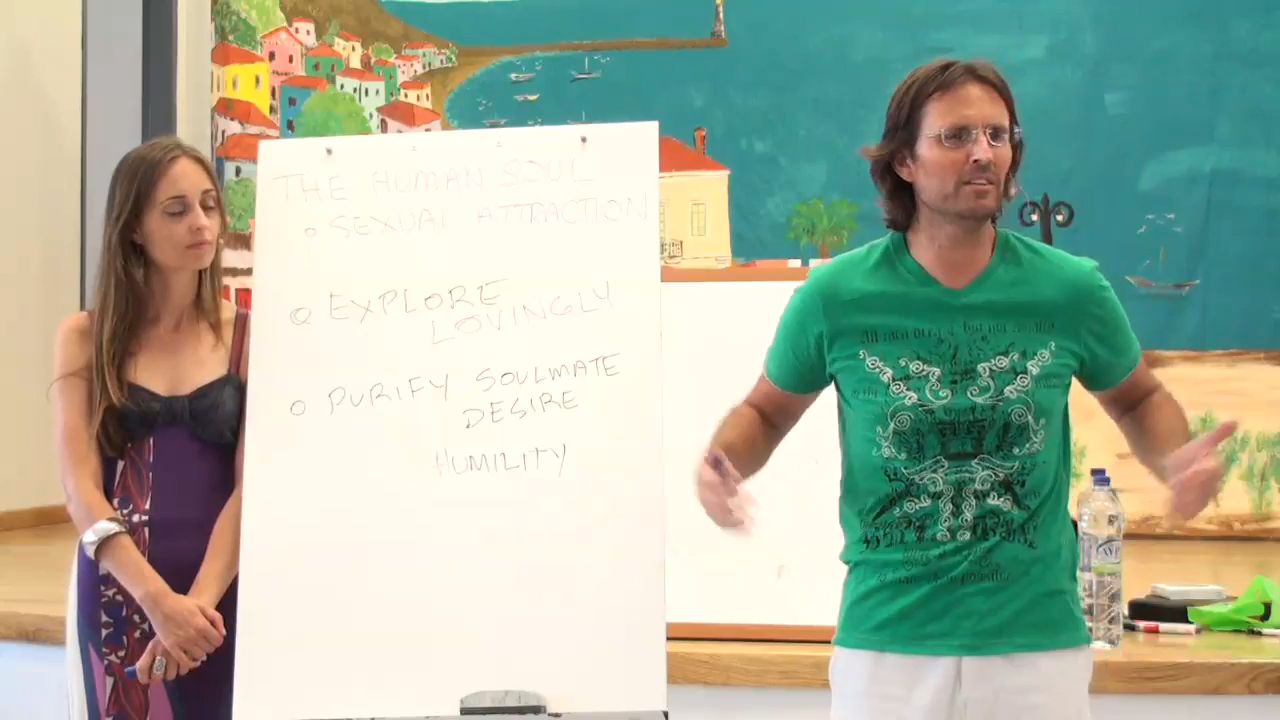 THE HUMAN SOUL
SEXUAL ATTRACTION
EXPLORE
LOVINGLY
PURIFY SOULMATE
DESIRE
HUMILITY